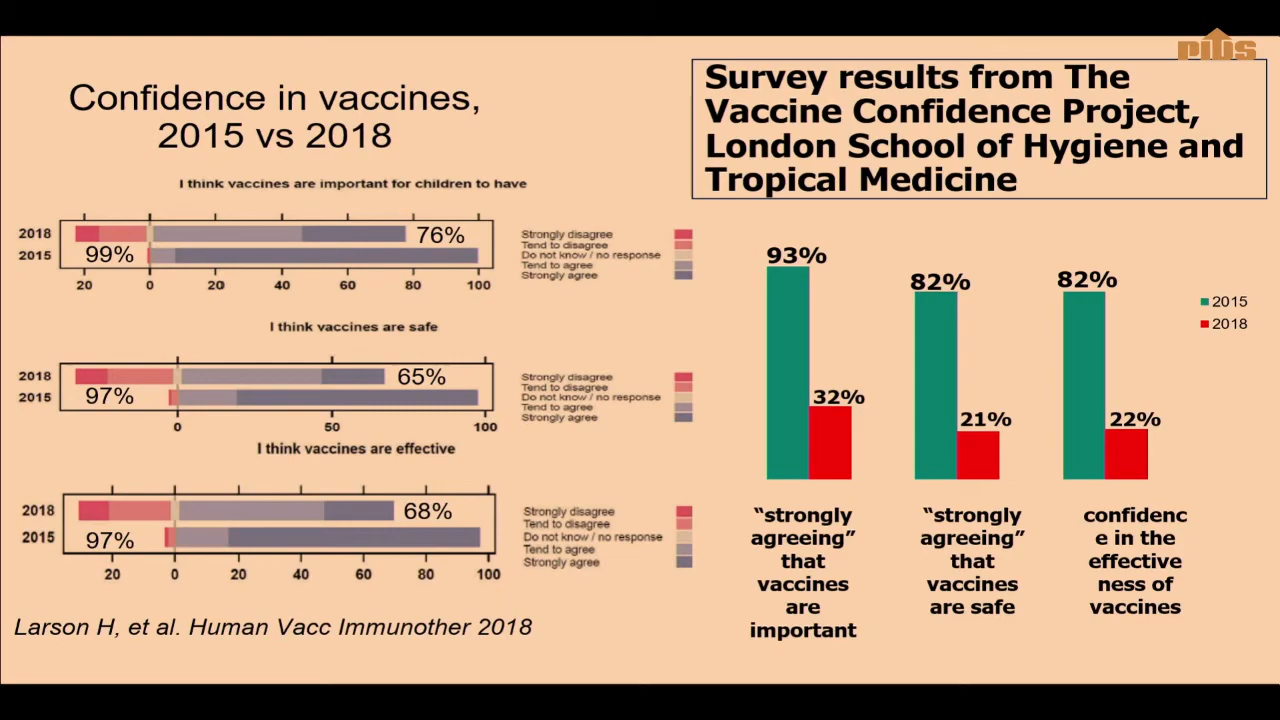 PIDS
Confidence in vaccines,
2015 vs 2018
I think vaccines are important for children to have
2018
76%
2015
99%
20 0 20 40 60 80 100
Strongly disagree
Tend to disagree
Do not know / no response
Tend to agree
Strongly agree
I think vaccines are safe
2018
65%
2015
97%
0 50 100
Strongly disagree
Tend to disagree
Do not know / no response
Tend to agree
Strongly agree
I think vaccines are effective
2018
68%
2015
97%
20 0 20 40 60 80 100
Strongly disagree
Tend to disagree
Do not know / no response
Tend to agree
Strongly agree
Larson H, et al. Human Vacc Immunother 2018
Survey results from The
Vaccine Confidence Project,
London School of Hygiene and
Tropical Medicine
93%
32%
82%
21%
82%
22%
2015
2018
“strongly
agreeing”
that
vaccines
are
important
“strongly
agreeing”
that
vaccines
are safe
confidenc
e in the
effective
ness of
vaccines